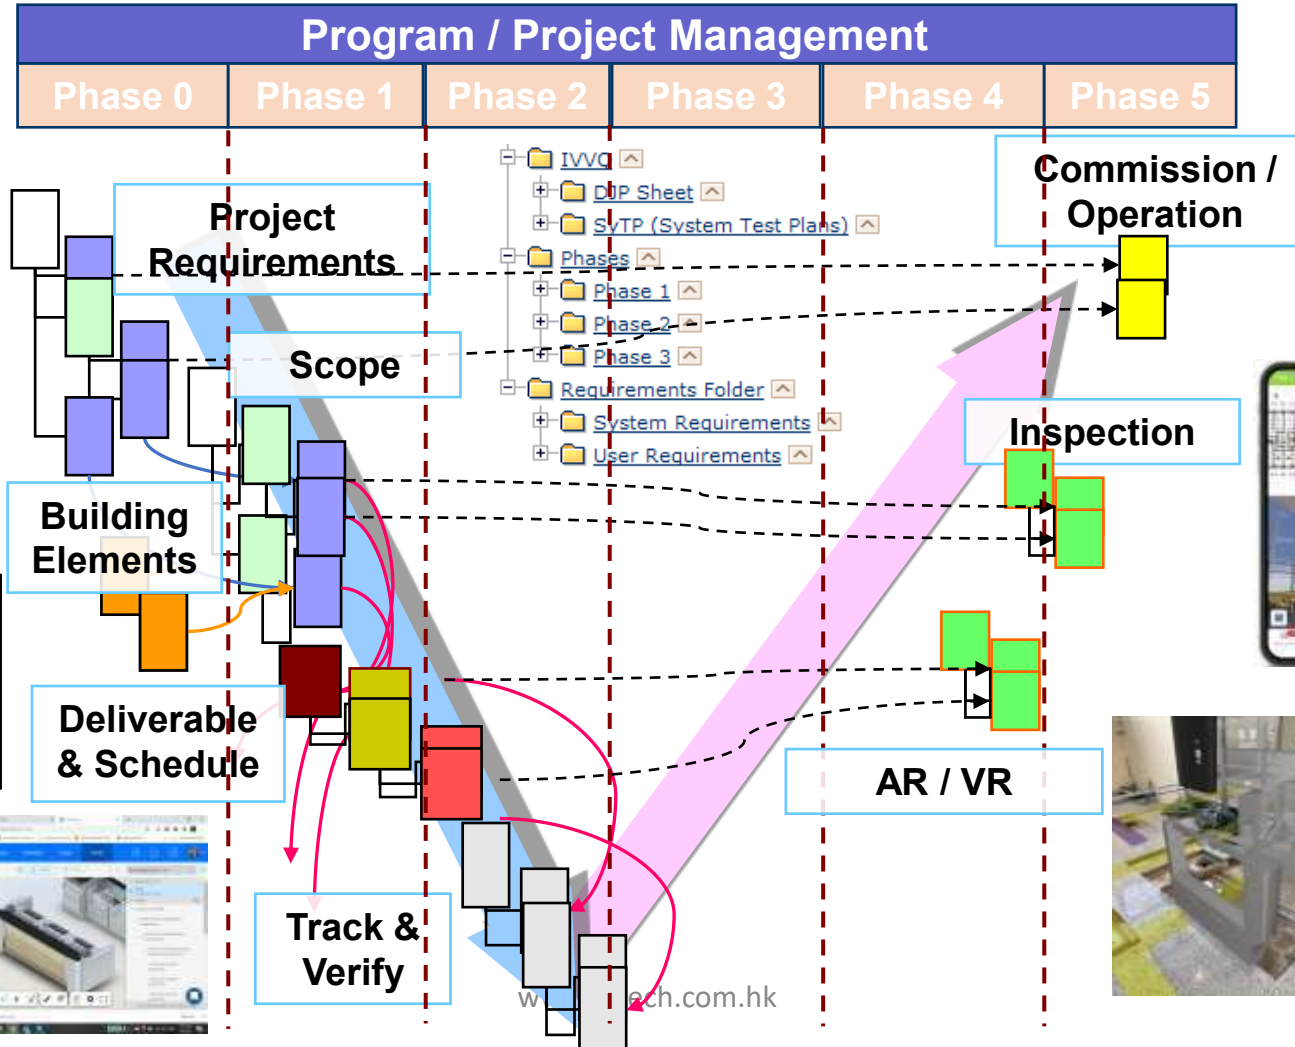 Program / Project Management
Phase 0
Phase 1
Phase 2
Phase 3
Phase 4
Phase 5
IVVQ
DJP Sheet
SyTP (System Test Plans)
Phases
Phase 1
Phase 2
Phase 3
Requirements Folder
System Requirements
User Requirements
Commission /
Operation
Project
Requirements
Scope
Inspection
Building
Elements
Deliverable
& Schedule
AR / VR
Track &
Verify
ech.com.hk